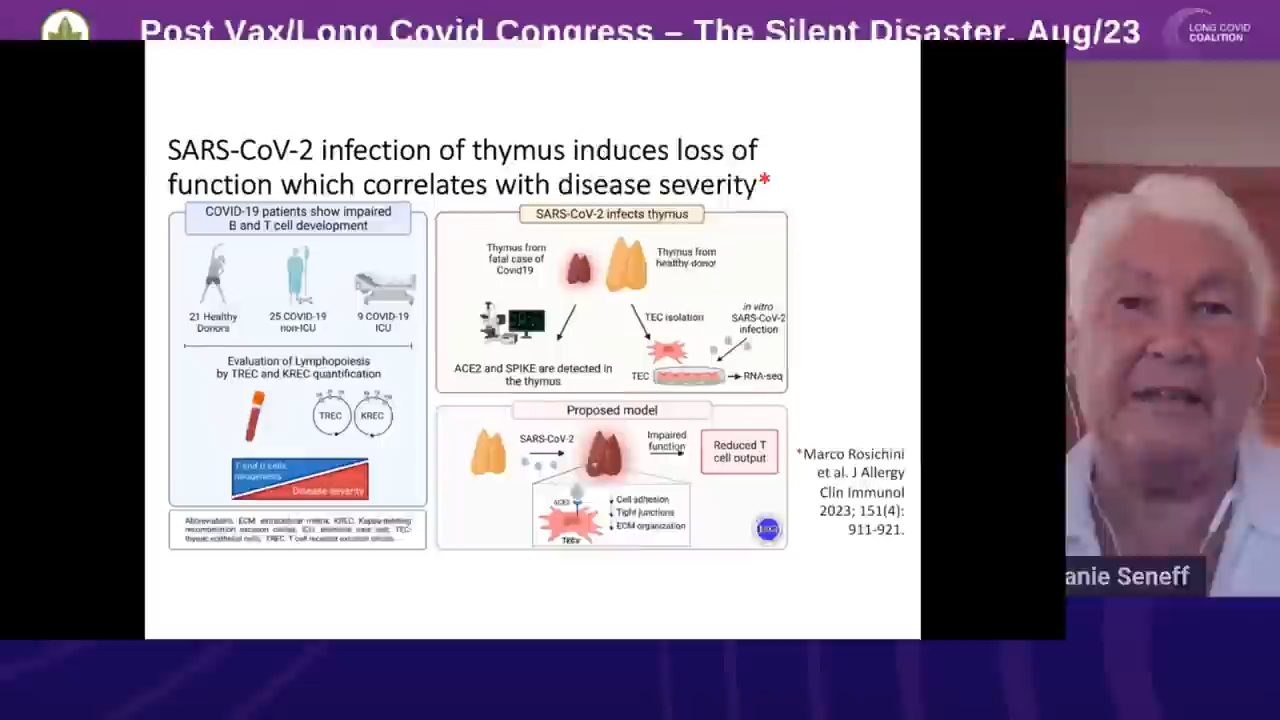 Post Vax/Long Covid Congress – The Silent Disaster, Aug/23
LONG COVID
COALITION
SARS-CoV-2 infection of thymus induces loss of
function which correlates with disease severity*
COVID-19 patients show impaired
B and T cell development
21 Healthy
Donors
25 COVID-19
non-ICU
9 COVID-19
ICU
Evaluation of Lymphopoiesis
by TREC and KREC quantification
TREC
KREC
T and B cells
neogenesis
Disease severity
SARS-CoV-2 infects thymus
Thymus from
fatal case of
Covid19
Thymus from
healthy donor
ACE2 and SPIKE are detected in
the thymus
TEC isolation
in vitro
SARS-CoV-2
infection
TEC
RNA-seq
Proposed model
SARS-CoV-2
Impaired
function
Reduced T
cell output
ACE2
TECs
Cell adhesion
Tight junctions
ECM organization
*Marco Rosichini
et al. J Allergy
Clin Immunol
2023; 151(4):
911-921.
anie Seneff